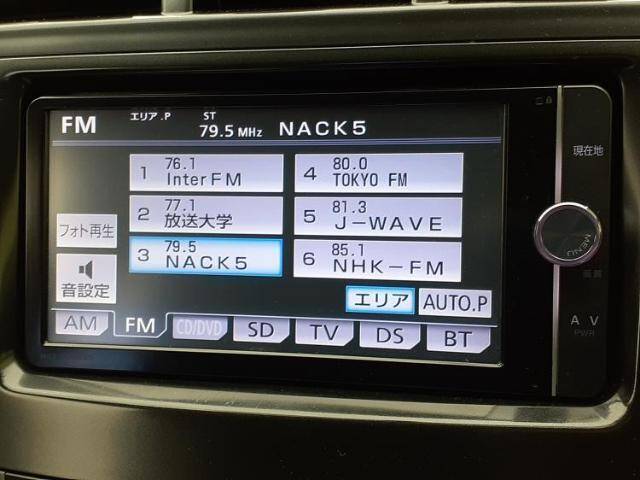 FM エリア.P ST 79.5 MHz NACK5
1 76.1 InterFM
2 77.1 放送大学
3 79.5 NACK5
4 80.0 TOKYO FM
5 81.3 J-WAVE
6 85.1 NHK-FM
フォト再生
音設定
エリア AUTO.P
AM FM CD/DVD SD TV DS BT
現在地
MENU
画質
A V
PWR